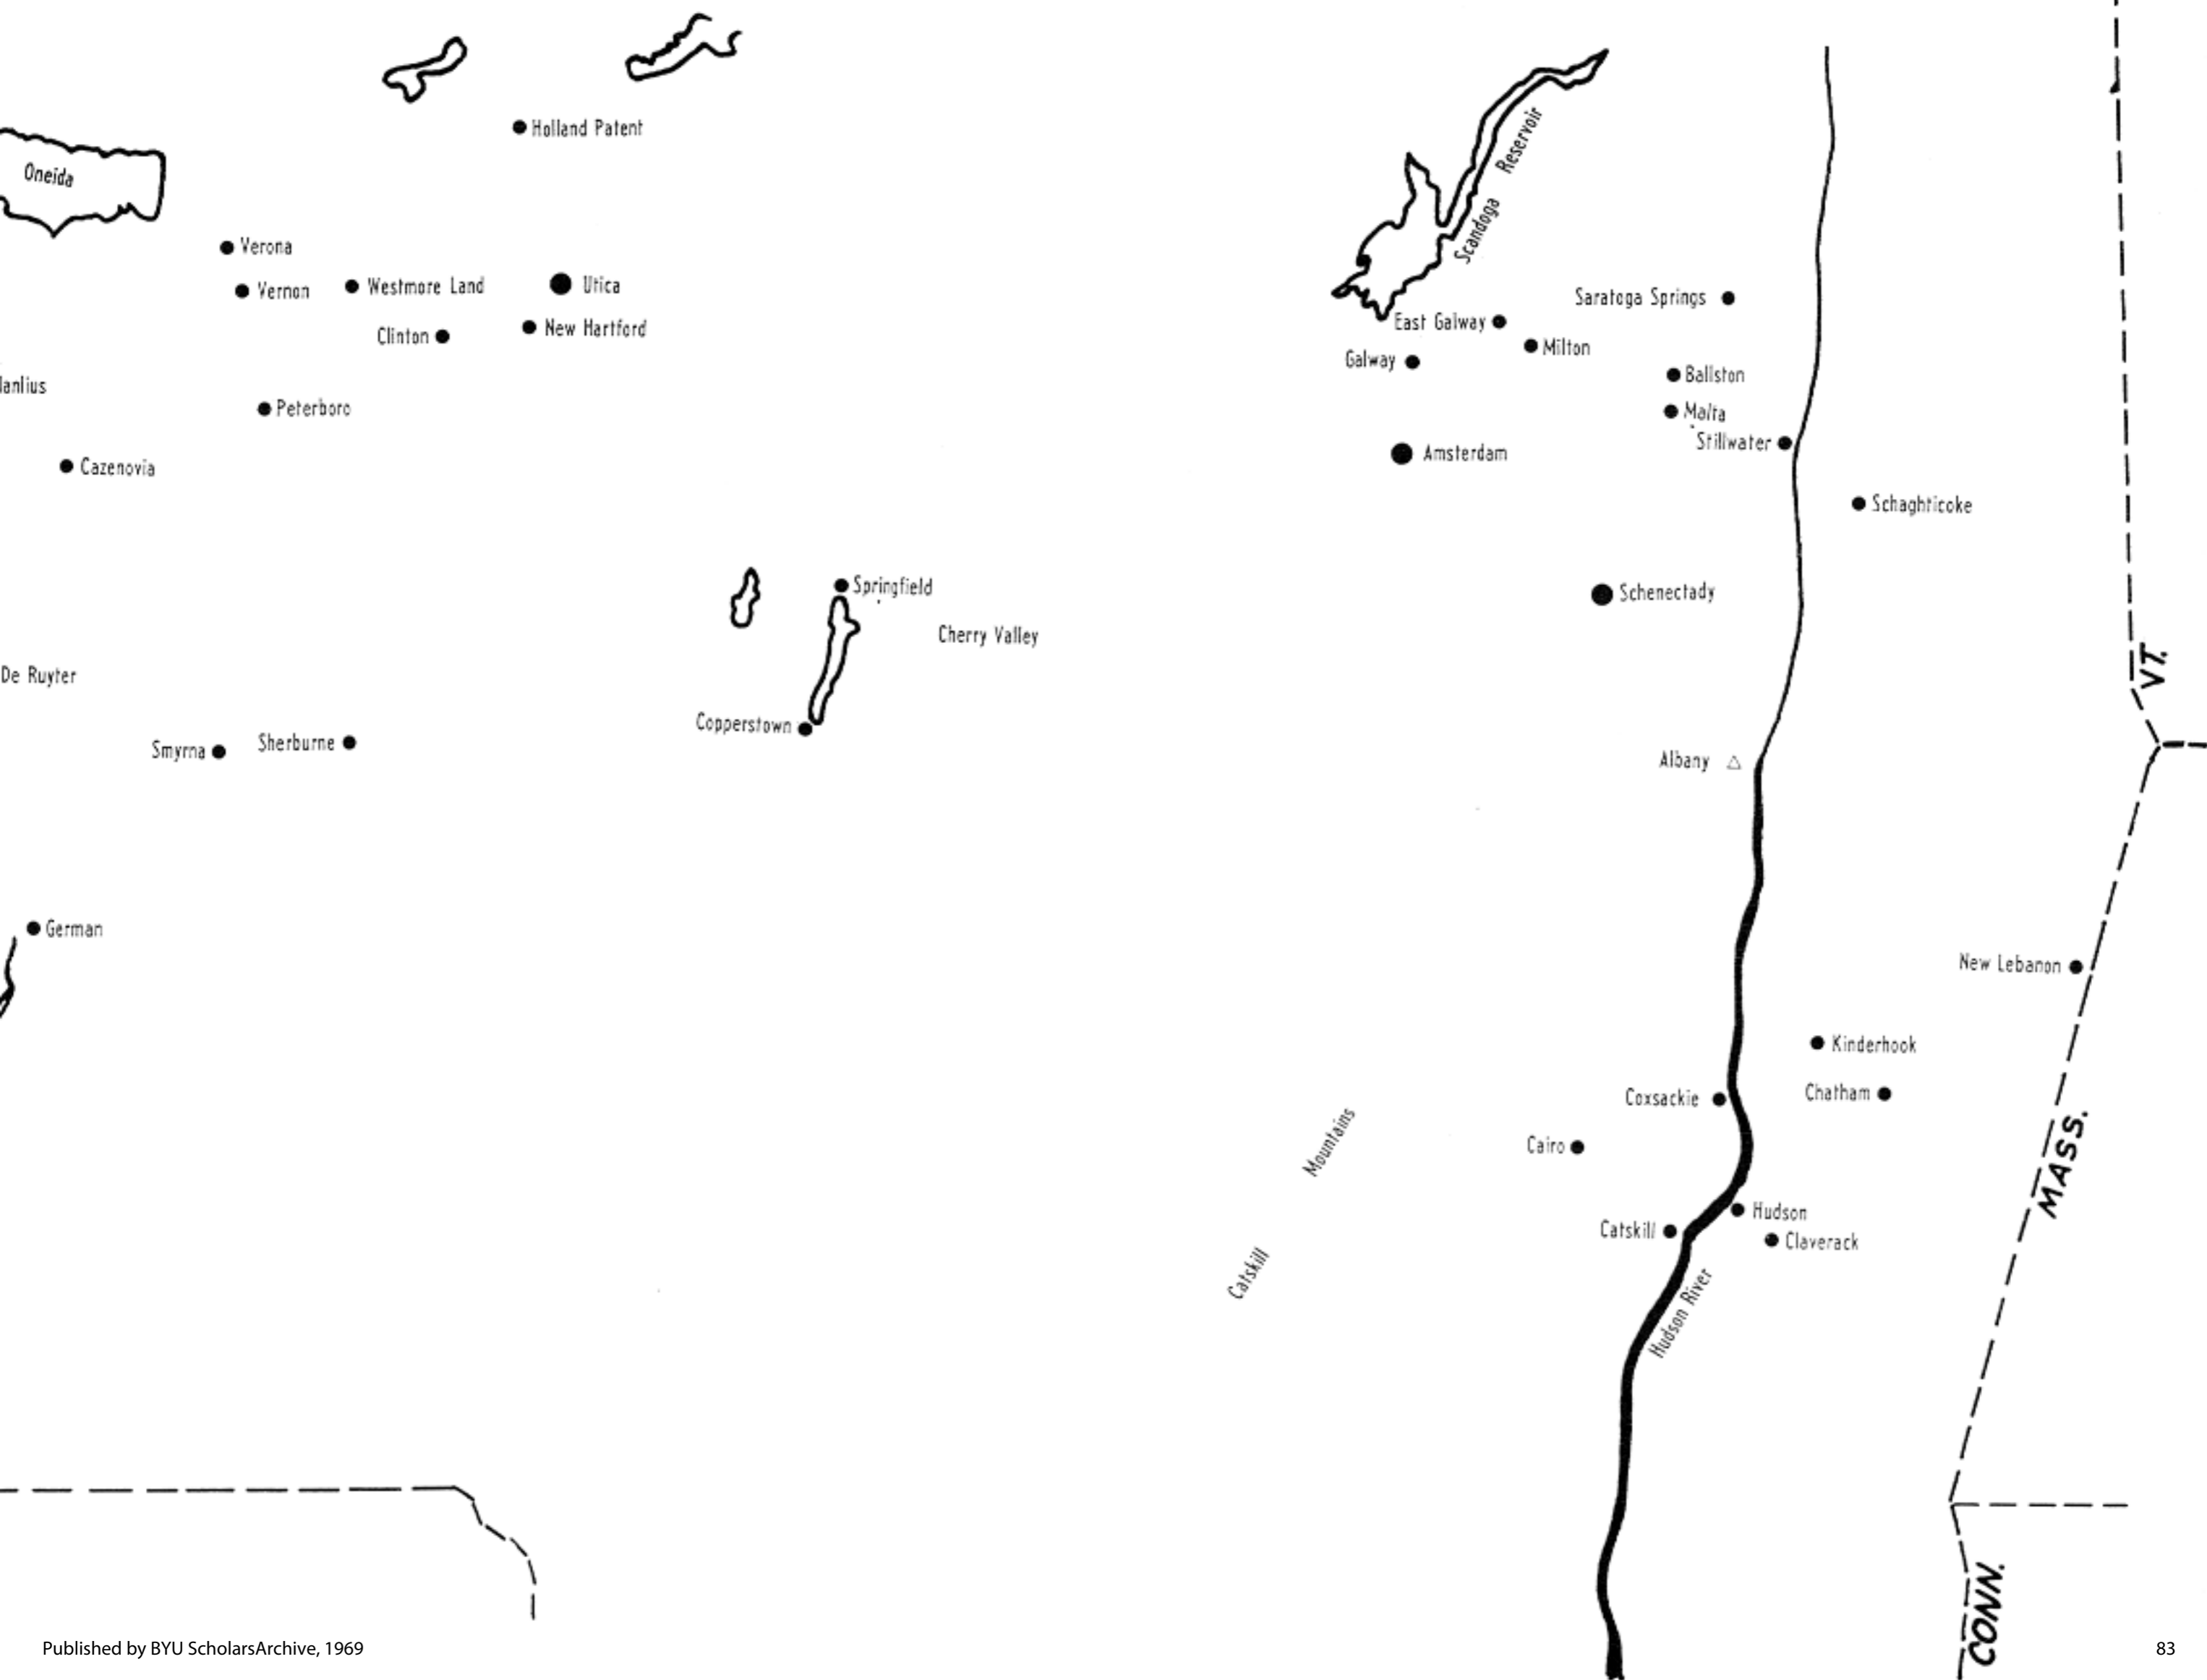 Holland Patent
Oneida
Scandoga Reservoir
Verona
Vernon
Westmore Land
Utica
Clinton
New Hartford
Saratoga Springs
East Galway
Milton
Galway
Ballston
Malta
Stillwater
anlius
Peterboro
Cazenovia
Amsterdam
Schaghticoke
Springfield
Schenectady
Cherry Valley
VT.
De Ruyter
Copperstown
Smyrna
Sherburne
Albany
German
New Lebanon
Kinderhook
Chatham
Coxsackie
Cairo
Catskill Mountains
MASS.
Hudson
Catskill
Claverack
Hudson River
CONN.
Published by BYU ScholarsArchive, 1969
83